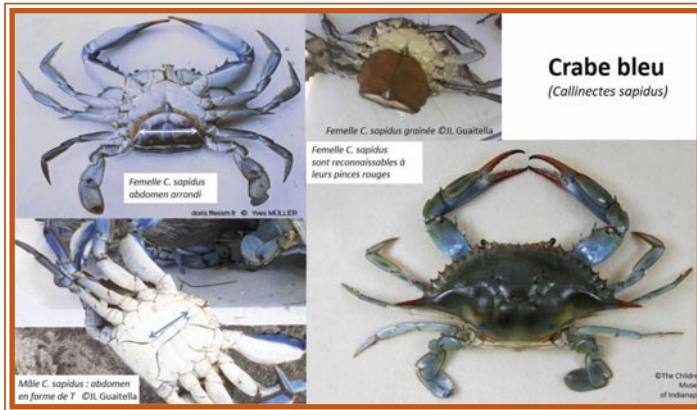 Crabe bleu
(Callinectes sapidus)
Femelle C. sapidus grainée ©JL Guaitella
Femelle C. sapidus
abdomen arrondi
doris.ffessm.fr © Yves MÜLLER
Femelle C. sapidus
sont reconnaissables à
leurs pinces rouges
Mâle C. sapidus : abdomen
en forme de T ©JL Guaitella
©The Childre
Muse
of Indianap